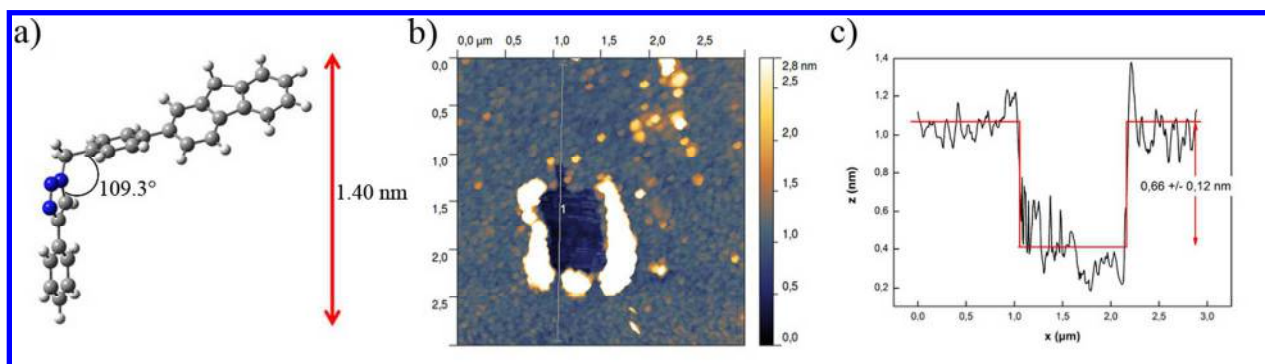 a)
109.3°
1.40 nm
b)
0,0 µm 0,5 1,0 1,5 2,0 2,5
0,0
0,5
1,0
1,5
2,0
2,5
1
2,8 nm
2,5
2,0
1,5
1,0
0,5
0,0
c)
1,4
1,2
1,0
0,8
0,6
0,4
0,2
z (nm)
0,66 +/- 0,12 nm
0,0 0,5 1,0 1,5 2,0 2,5 3,0
x (µm)